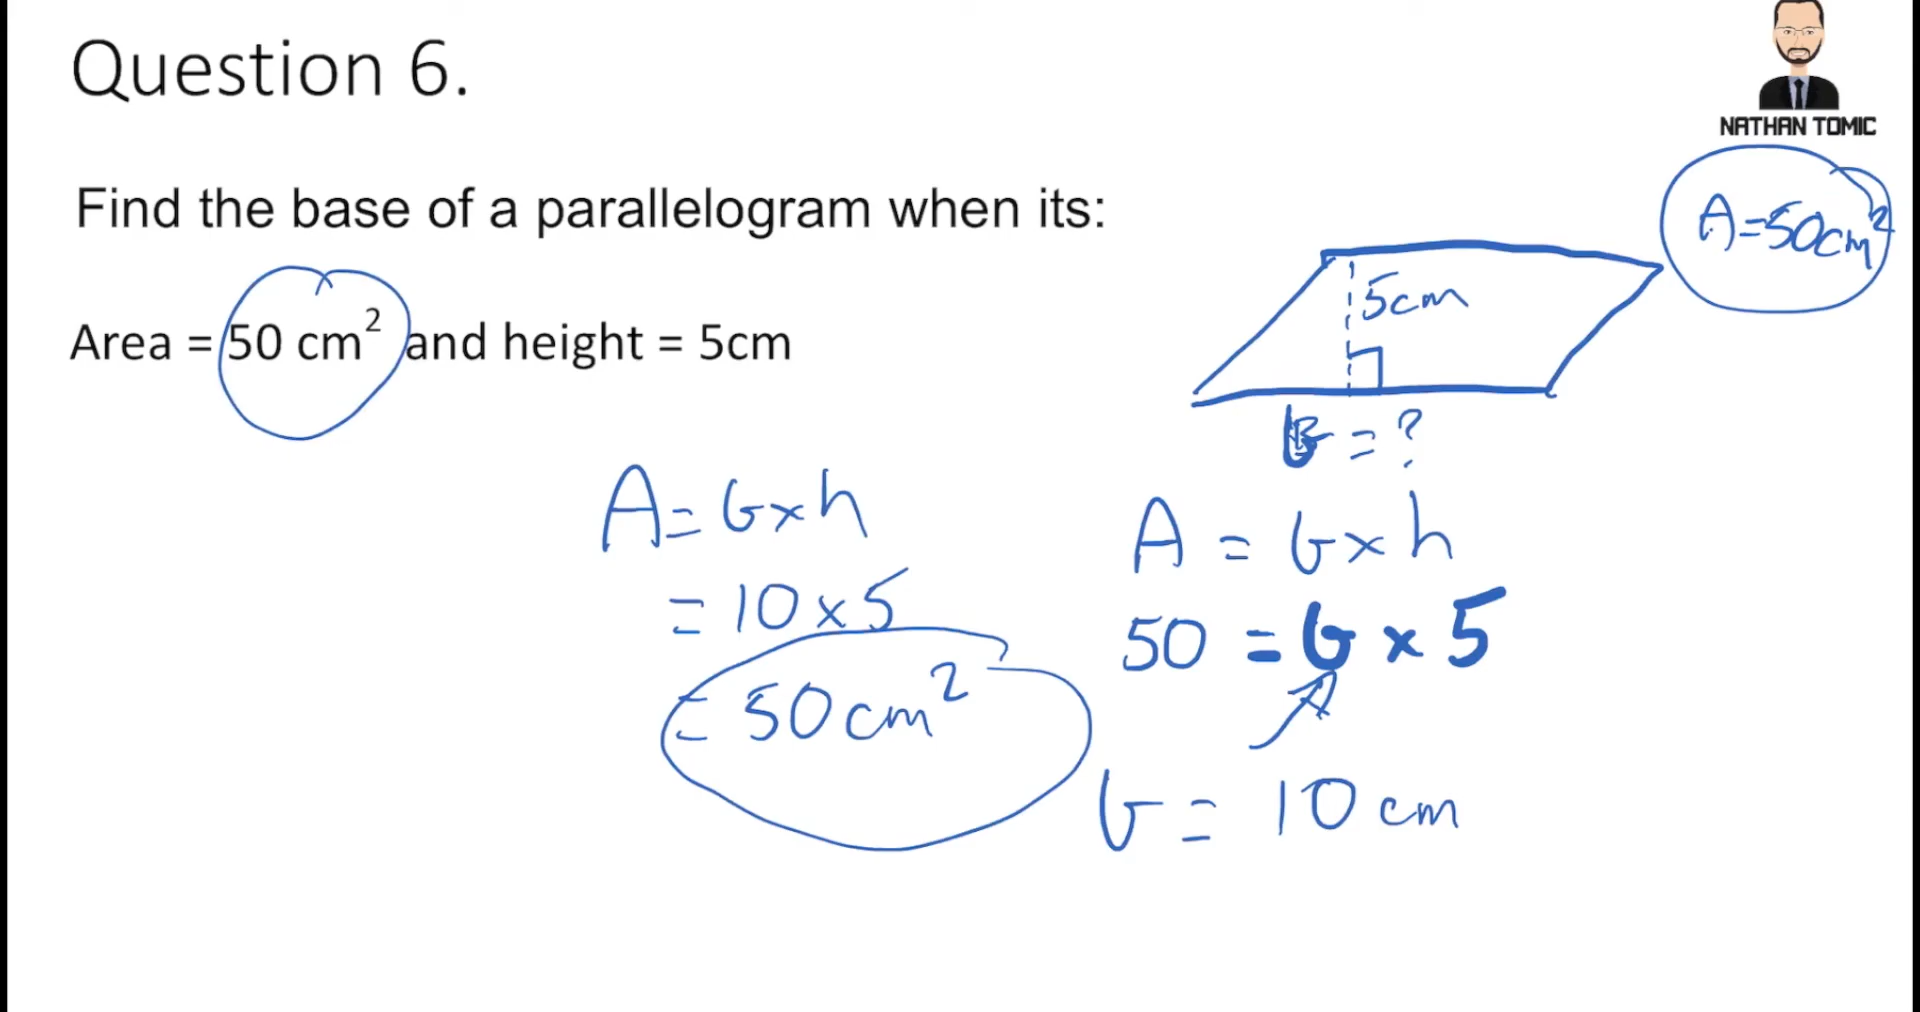 Question 6.
NATHAN TOMIC
Find the base of a parallelogram when its:
A=50cm²
Area = 50 cm² and height = 5cm
5cm
b = ?
A = b x h
= 10 x 5
= 50cm²
A = b x h
50 = b x 5
b = 10 cm